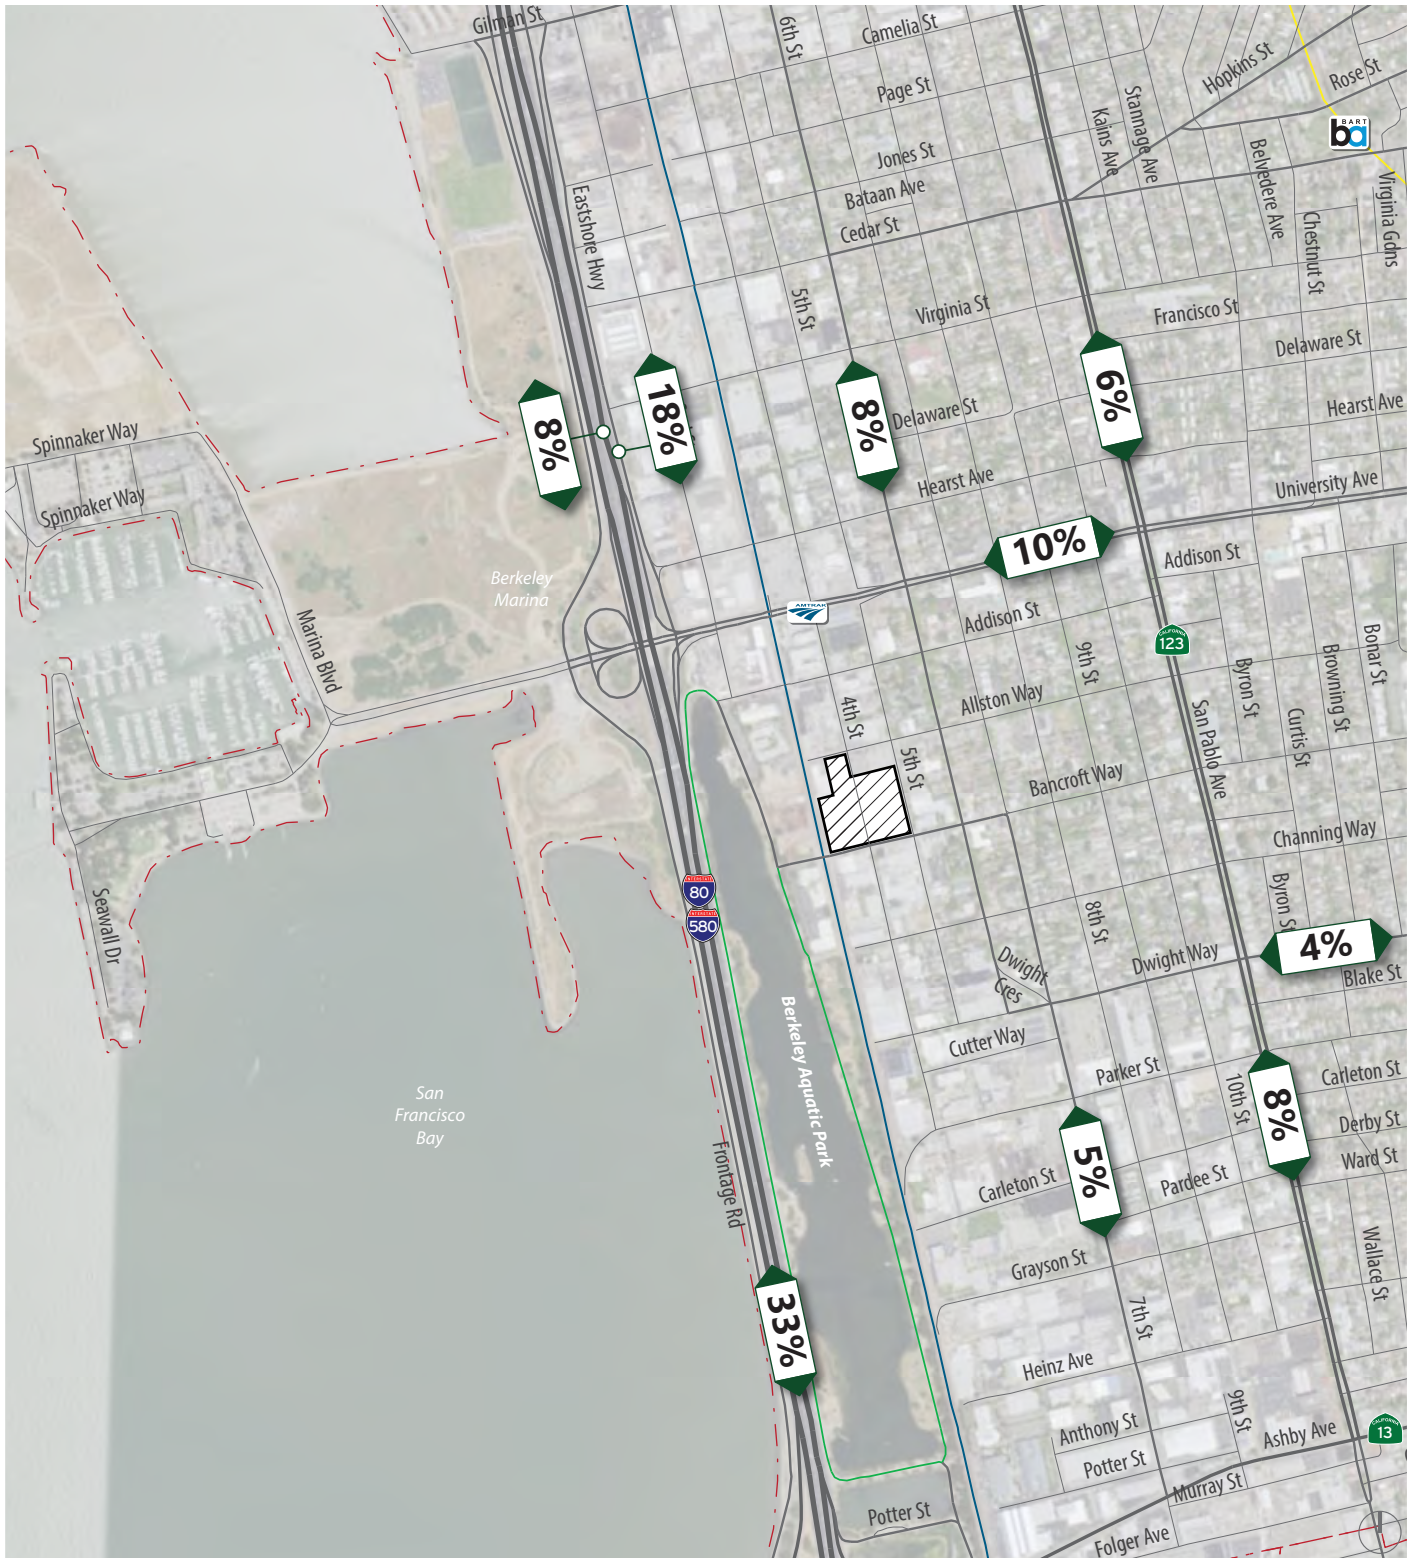 Gilman St
6th St
Camelia St
Hopkins St
Rose St
Page St
Kains Ave
Stannage Ave
BART
ba
Jones St
Belvedere Ave
Bataan Ave
Virginia Gdns
Eastshore Hwy
Cedar St
Chestnut St
5th St
Virginia St
Francisco St
Delaware St
18%
6%
8%
8%
Delaware St
Hearst Ave
Spinnaker Way
Hearst Ave
University Ave
Spinnaker Way
10%
Addison St
Berkeley
Marina
AMTRAK
Addison St
CALIFORNIA
123
Marina Blvd
9th St
Bonar St
Byron St
Browning St
Allston Way
4th St
San Pablo Ave
Curtis St
5th St
Bancroft Way
Channing Way
INTERSTATE
80
INTERSTATE
580
Seawall Dr
Byron St
8th St
4%
Dwight Way
Dwight
Cres
Blake St
Berkeley Aquatic Park
Cutter Way
Parker St
Carleton St
10th St
8%
San
Francisco
Bay
Derby St
Ward St
5%
Carleton St
Pardee St
Frontage Rd
Grayson St
Wallace St
33%
7th St
Heinz Ave
9th St
Anthony St
Ashby Ave
CALIFORNIA
13
Potter St
Murray St
Potter St
Folger Ave